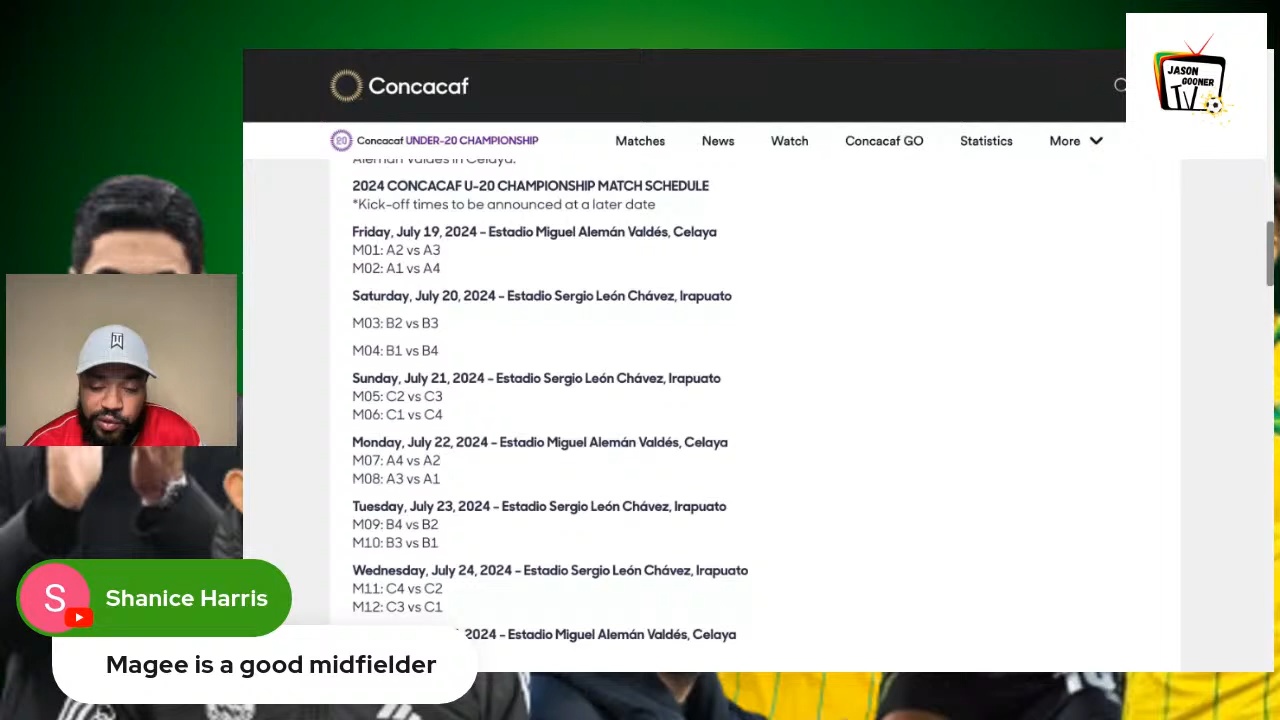 JASON
GOONER
TV
Concacaf
20 Concacaf UNDER-20 CHAMPIONSHIP
Matches News Watch Concacaf GO Statistics More
Alemán Valdés in Celaya.
2024 CONCACAF U-20 CHAMPIONSHIP MATCH SCHEDULE
*Kick-off times to be announced at a later date
Friday, July 19, 2024 – Estadio Miguel Alemán Valdés, Celaya
M01: A2 vs A3
M02: A1 vs A4
Saturday, July 20, 2024 – Estadio Sergio León Chávez, Irapuato
M03: B2 vs B3
M04: B1 vs B4
Sunday, July 21, 2024 – Estadio Sergio León Chávez, Irapuato
M05: C2 vs C3
M06: C1 vs C4
Monday, July 22, 2024 – Estadio Miguel Alemán Valdés, Celaya
M07: A4 vs A2
M08: A3 vs A1
Tuesday, July 23, 2024 – Estadio Sergio León Chávez, Irapuato
M09: B4 vs B2
M10: B3 vs B1
Wednesday, July 24, 2024 – Estadio Sergio León Chávez, Irapuato
M11: C4 vs C2
M12: C3 vs C1
2024 – Estadio Miguel Alemán Valdés, Celaya
S
Shanice Harris
Magee is a good midfielder